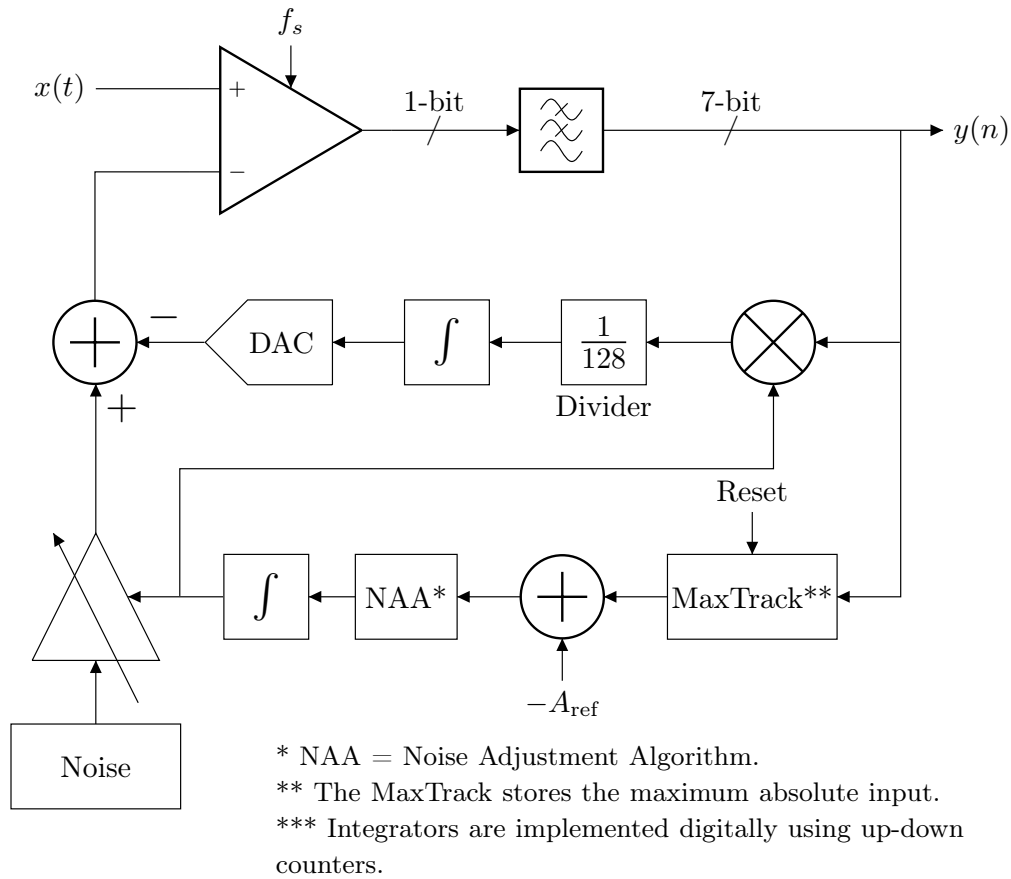 f_s
x(t)
+
−
1-bit
7-bit
y(n)
−
DAC
∫
1
128
Divider
+
Reset
∫
NAA*
MaxTrack**
−A_ref
Noise
* NAA = Noise Adjustment Algorithm.
** The MaxTrack stores the maximum absolute input.
*** Integrators are implemented digitally using up-down
counters.